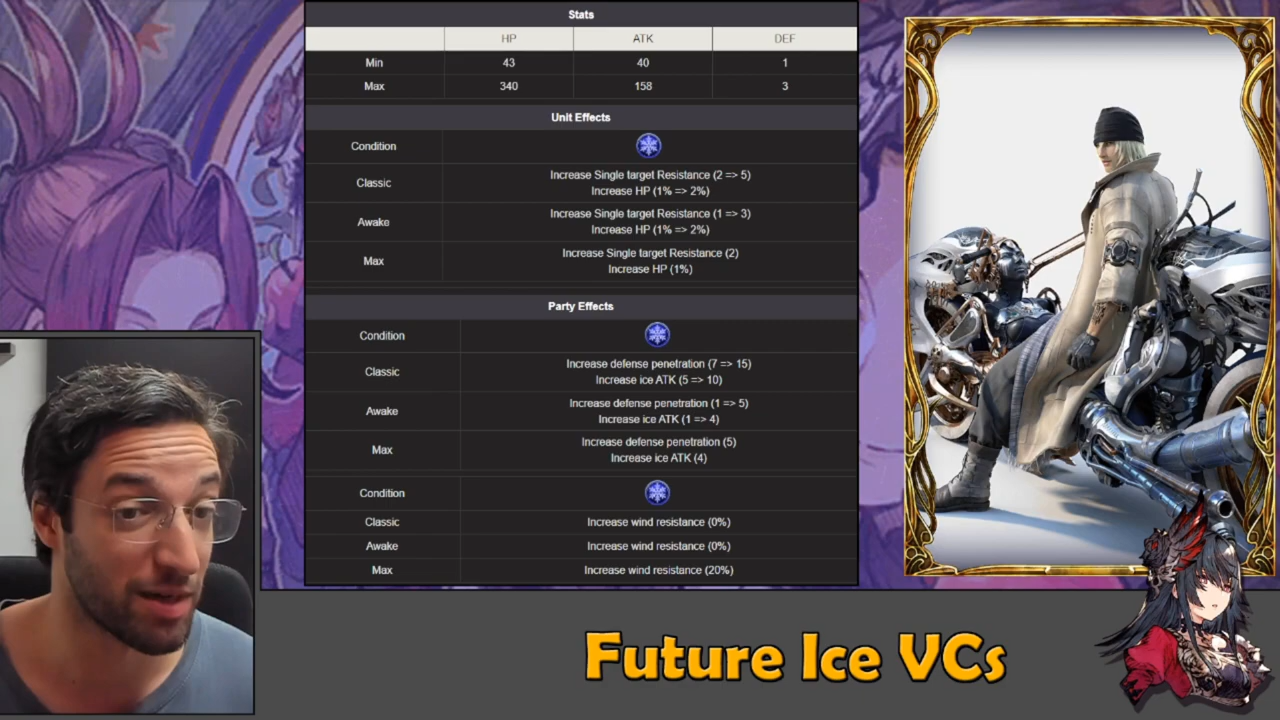 Stats
HP ATK DEF
Min 43 40 1
Max 340 158 3
Unit Effects
Condition
Classic Increase Single target Resistance (2 => 5)
Increase HP (1% => 2%)
Awake Increase Single target Resistance (1 => 3)
Increase HP (1% => 2%)
Max Increase Single target Resistance (2)
Increase HP (1%)
Party Effects
Condition
Classic Increase defense penetration (7 => 15)
Increase ice ATK (5 => 10)
Awake Increase defense penetration (1 => 5)
Increase ice ATK (1 => 4)
Max Increase defense penetration (5)
Increase ice ATK (4)
Condition
Classic Increase wind resistance (0%)
Awake Increase wind resistance (0%)
Max Increase wind resistance (20%)
Future Ice VCs